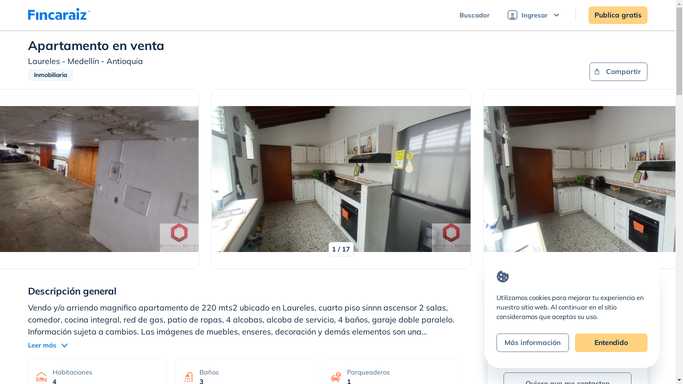 Fincaraiz
Buscador
Ingresar
Publica gratis
Apartamento en venta
Laureles - Medellín - Antioquia
Inmobiliaria
Compartir
1 / 17
Descripción general
Vendo y/o arriendo magnifico apartamento de 220 mts2 ubicado en Laureles, cuarto piso sinnn ascensor 2 salas,
comedor, cocina integral, red de gas, patio de ropas, 4 alcobas, alcoba de servicio, 4 baños, garaje doble paralelo.
Información sujeta a cambios. Las imágenes de muebles, enseres, decoración y demás elementos son una...
Leer más
Habitaciones
4
Baños
3
Parqueaderos
1
Utilizamos cookies para mejorar tu experiencia en
nuestro sitio web. Al continuar en el sitio
consideramos que aceptas su uso.
Más información
Entendido
Quiero que me contacten